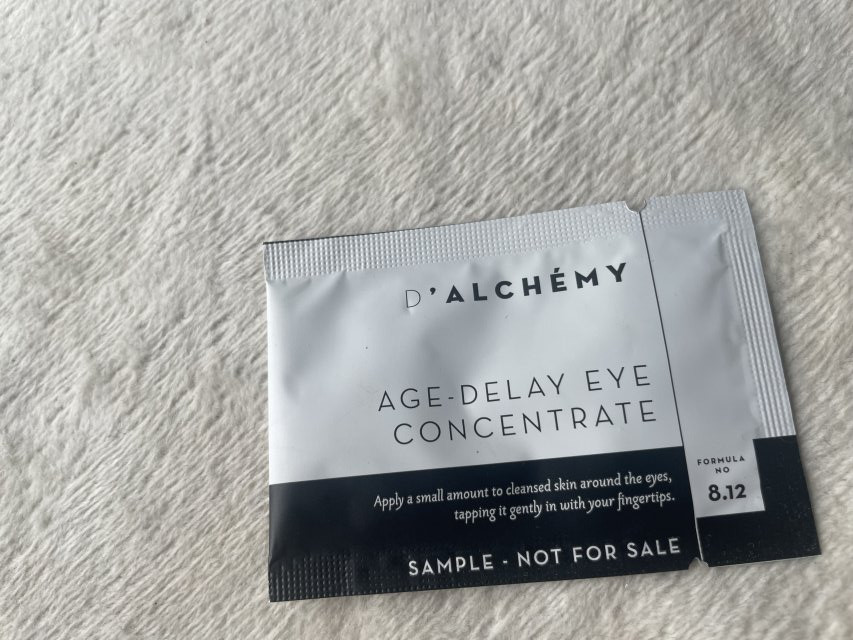 D'ALCHÉMY
AGE-DELAY EYE
CONCENTRATE
Apply a small amount to cleansed skin around the eyes,
tapping it gently in with your fingertips.
SAMPLE - NOT FOR SALE
FORMULA
NO
8.12